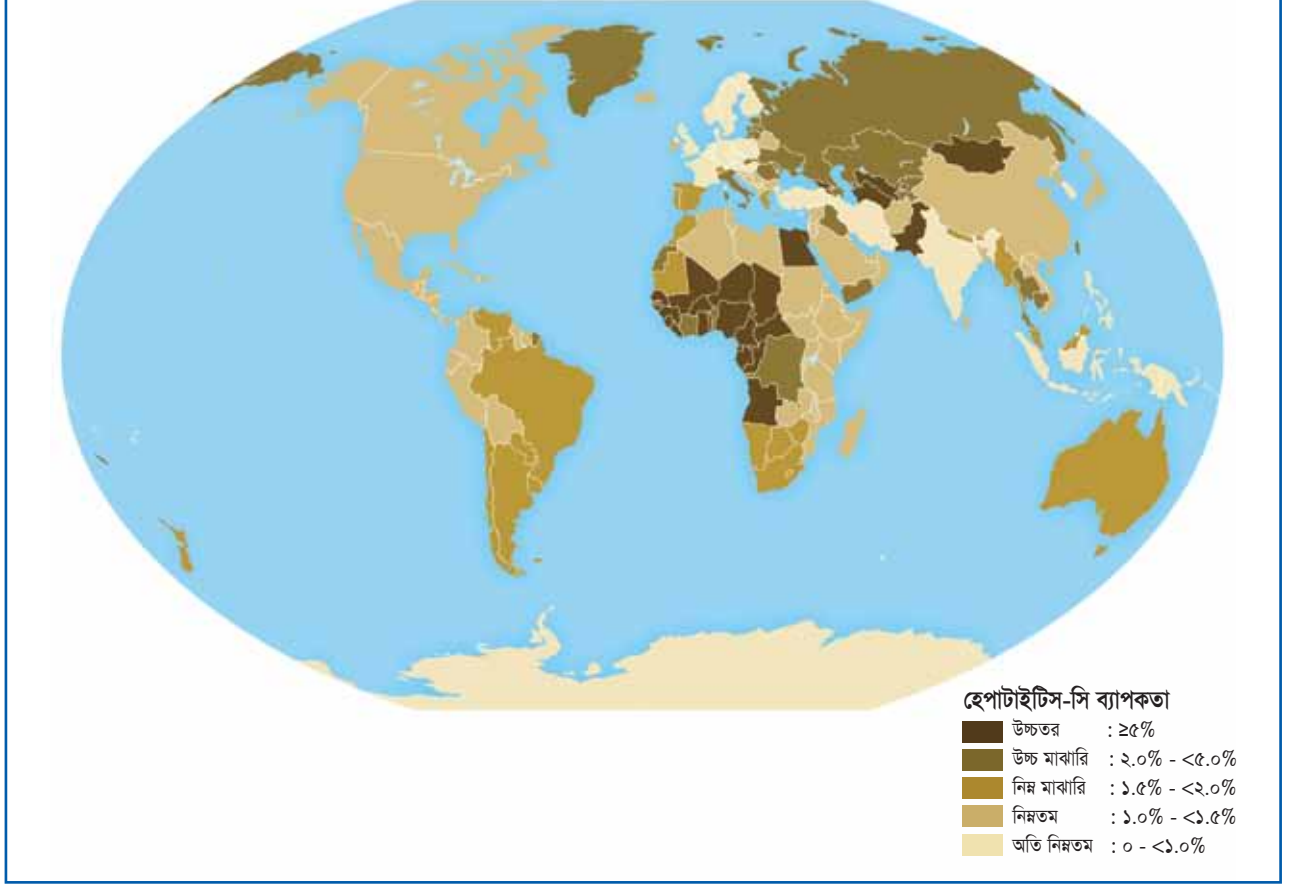 হেপাটাইটিস-সি ব্যাপকতা
উচ্চতর : ≥৫%
উচ্চ মাঝারি : ২.০% - <৫.০%
নিম্ন মাঝারি : ১.৫% - <২.০%
নিম্নতম : ১.০% - <১.৫%
অতি নিম্নতম : ০ - <১.০%